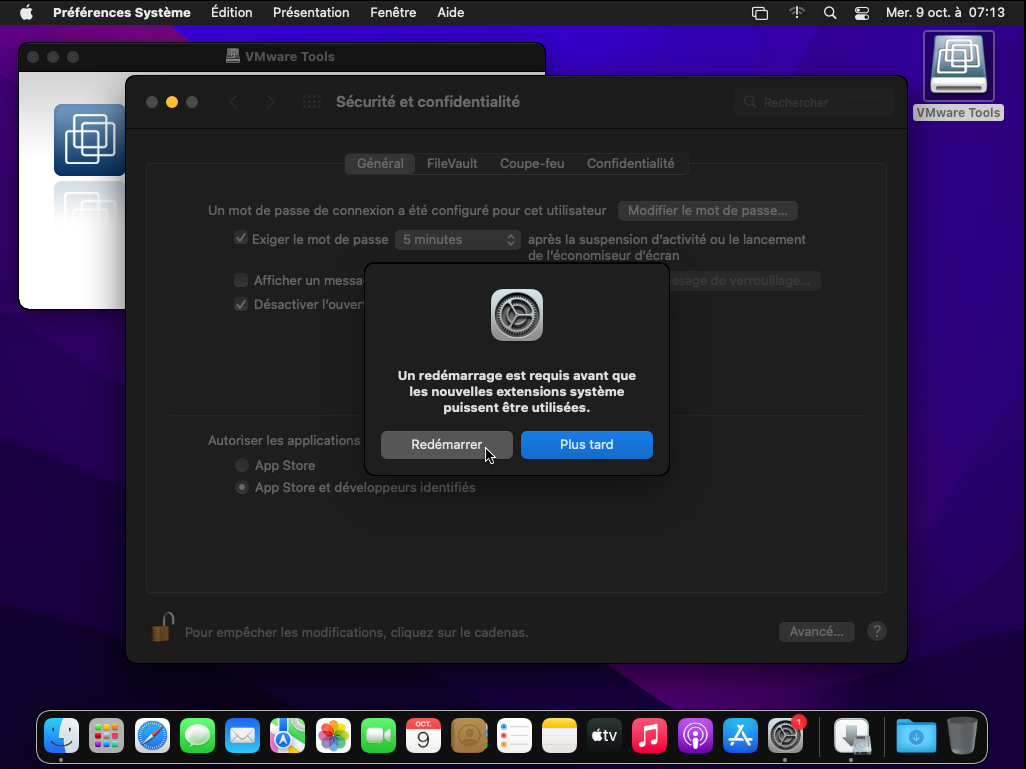 Préférences Système Édition Présentation Fenêtre Aide Mer. 9 oct. à 07:13
VMware Tools
VMware Tools
Sécurité et confidentialité
Rechercher
Général FileVault Coupe-feu Confidentialité
Un mot de passe de connexion a été configuré pour cet utilisateur Modifier le mot de passe...
Exiger le mot de passe 5 minutes après la suspension d'activité ou le lancement
de l'économiseur d'écran
Afficher un messa ssage de verrouillage...
Désactiver l'ouver
Un redémarrage est requis avant que
les nouvelles extensions système
puissent être utilisées.
Redémarrer Plus tard
Autoriser les applications
App Store
App Store et développeurs identifiés
Pour empêcher les modifications, cliquez sur le cadenas.
Avancé... ?
OCT.
9
tv
1